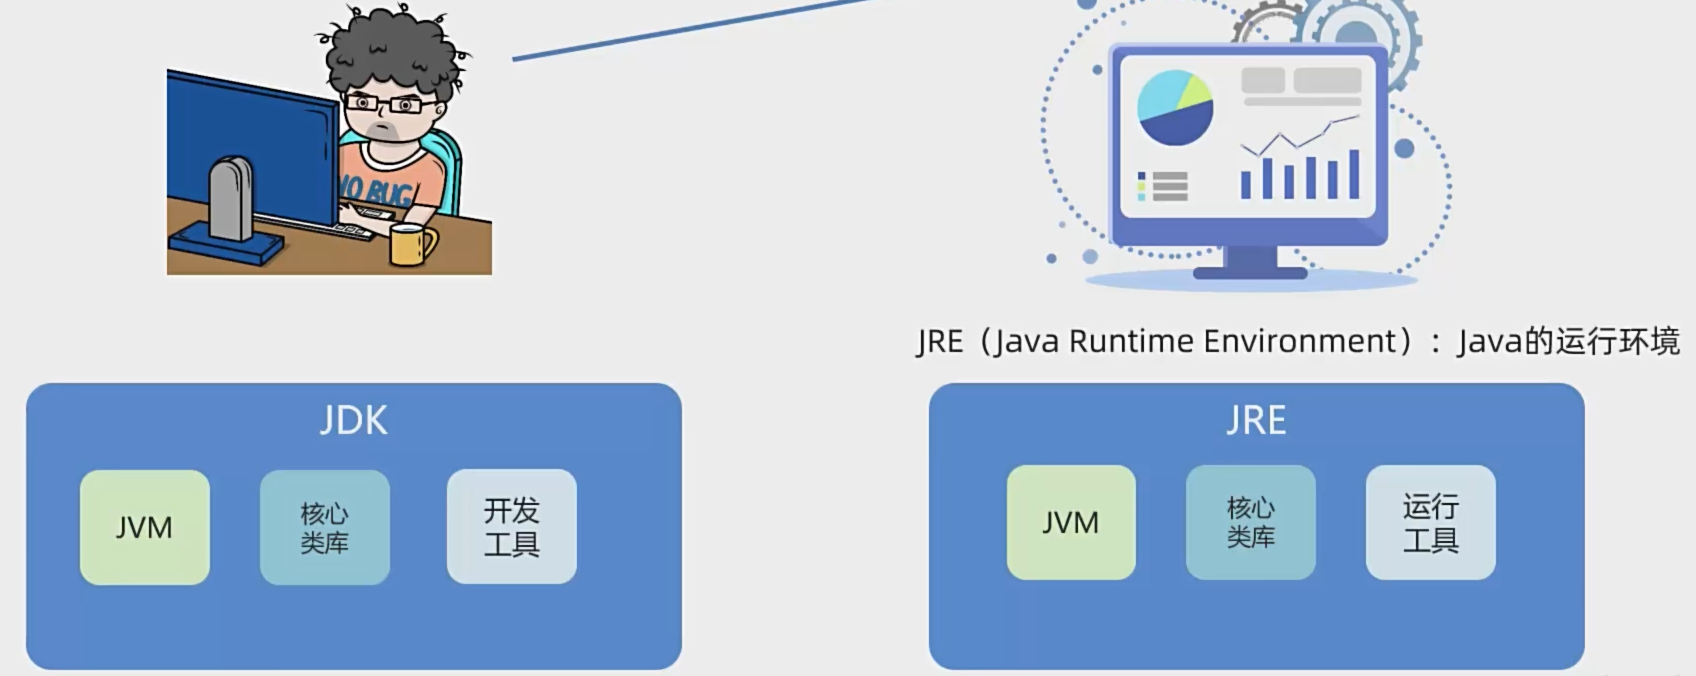 NO BUG
JRE（Java Runtime Environment）：Java的运行环境
JDK
JVM
核心
类库
开发
工具
JRE
JVM
核心
类库
运行
工具